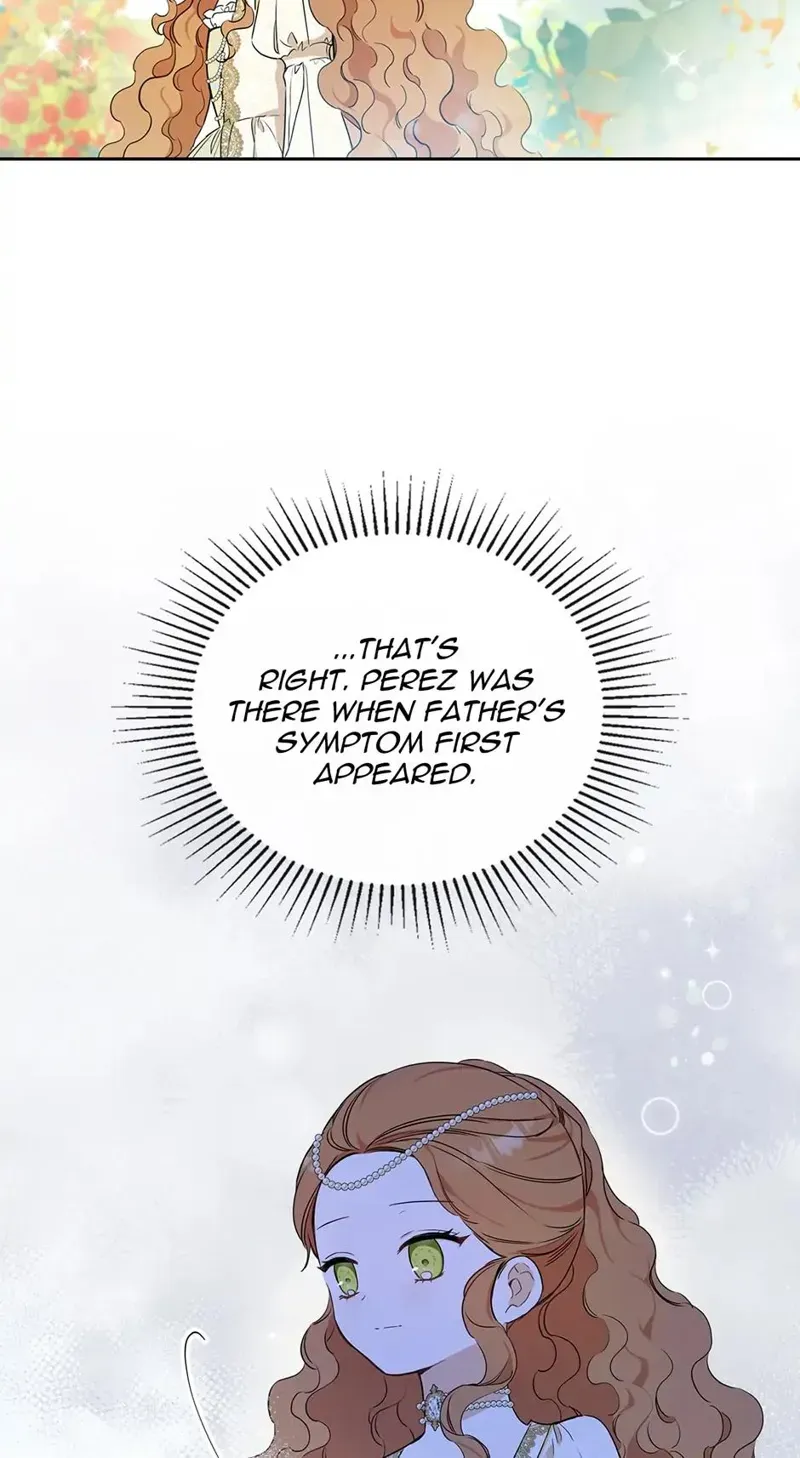 ...THAT'S
RIGHT. PEREZ WAS
THERE WHEN FATHER'S
SYMPTOM FIRST
APPEARED.